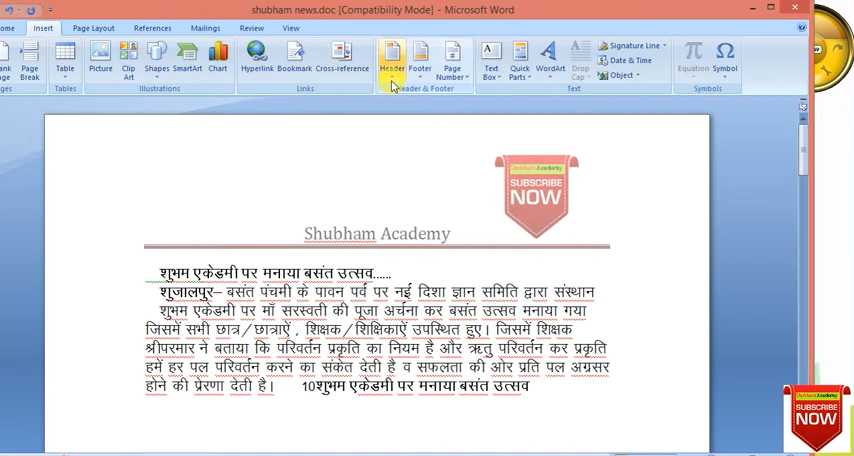 shubham news.doc [Compatibility Mode] - Microsoft Word
Insert Page Layout References Mailings Review View
Page Break
Table
Picture Clip Art Shapes SmartArt Chart
Hyperlink Bookmark Cross-reference
Header Footer Page Number
Text Box Quick Parts WordArt Drop Cap
Signature Line
Date & Time
Object
Equation Symbol
Tables Illustrations Links Header & Footer Text Symbols
Shubham Academy
SUBSCRIBE
NOW
Shubham Academy
शुभम एकेडमी पर मनाया बसंत उत्सव......
शुजालपुर– बसंत पंचमी के पावन पर्व पर नई दिशा ज्ञान समिति द्वारा संस्थान
शुभम एकेडमी पर माँ सरस्वती की पूजा अर्चना कर बसंत उत्सव मनाया गया
जिसमें सभी छात्र/छात्राऐं , शिक्षक/शिक्षिकाऐं उपस्थित हुए। जिसमें शिक्षक
श्रीपरमार ने बताया कि परिवर्तन प्रकृति का नियम है और ऋतु परिवर्तन कर प्रकृति
हमें हर पल परिवर्तन करने का संकेत देती है व सफलता की ओर प्रति पल अग्रसर
होने की प्रेरणा देती है। 10शुभम एकेडमी पर मनाया बसंत उत्सव
Shubham Academy
SUBSCRIBE
NOW